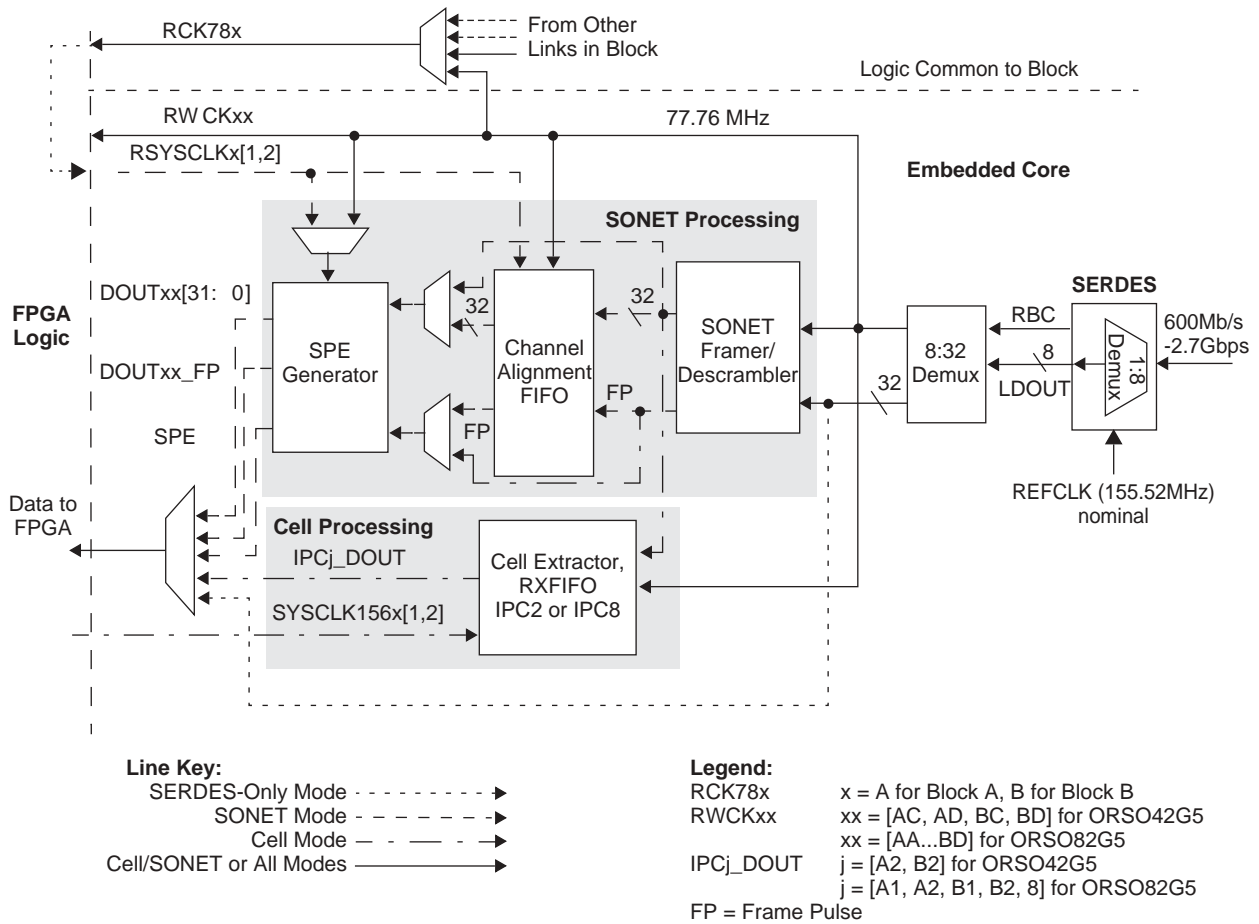 RCK78x
From Other
Links in Block
Logic Common to Block
RW CKxx
77.76 MHz
RSYSCLKx[1,2]
Embedded Core
SONET Processing
DOUTxx[31: 0]
FPGA
Logic
DOUTxx_FP
SPE
SPE
Generator
32
FP
Channel
Alignment
FIFO
32
FP
SONET
Framer/
Descrambler
32
8:32
Demux
RBC
8
LDOUT
SERDES
1:8
Demux
600Mb/s
-2.7Gbps
REFCLK (155.52MHz)
nominal
Data to
FPGA
Cell Processing
IPCj_DOUT
SYSCLK156x[1,2]
Cell Extractor,
RXFIFO
IPC2 or IPC8
Line Key:
SERDES-Only Mode
SONET Mode
Cell Mode
Cell/SONET or All Modes
Legend:
RCK78x x = A for Block A, B for Block B
RWCKxx xx = [AC, AD, BC, BD] for ORSO42G5
xx = [AA...BD] for ORSO82G5
IPCj_DOUT j = [A2, B2] for ORSO42G5
j = [A1, A2, B1, B2, 8] for ORSO82G5
FP = Frame Pulse